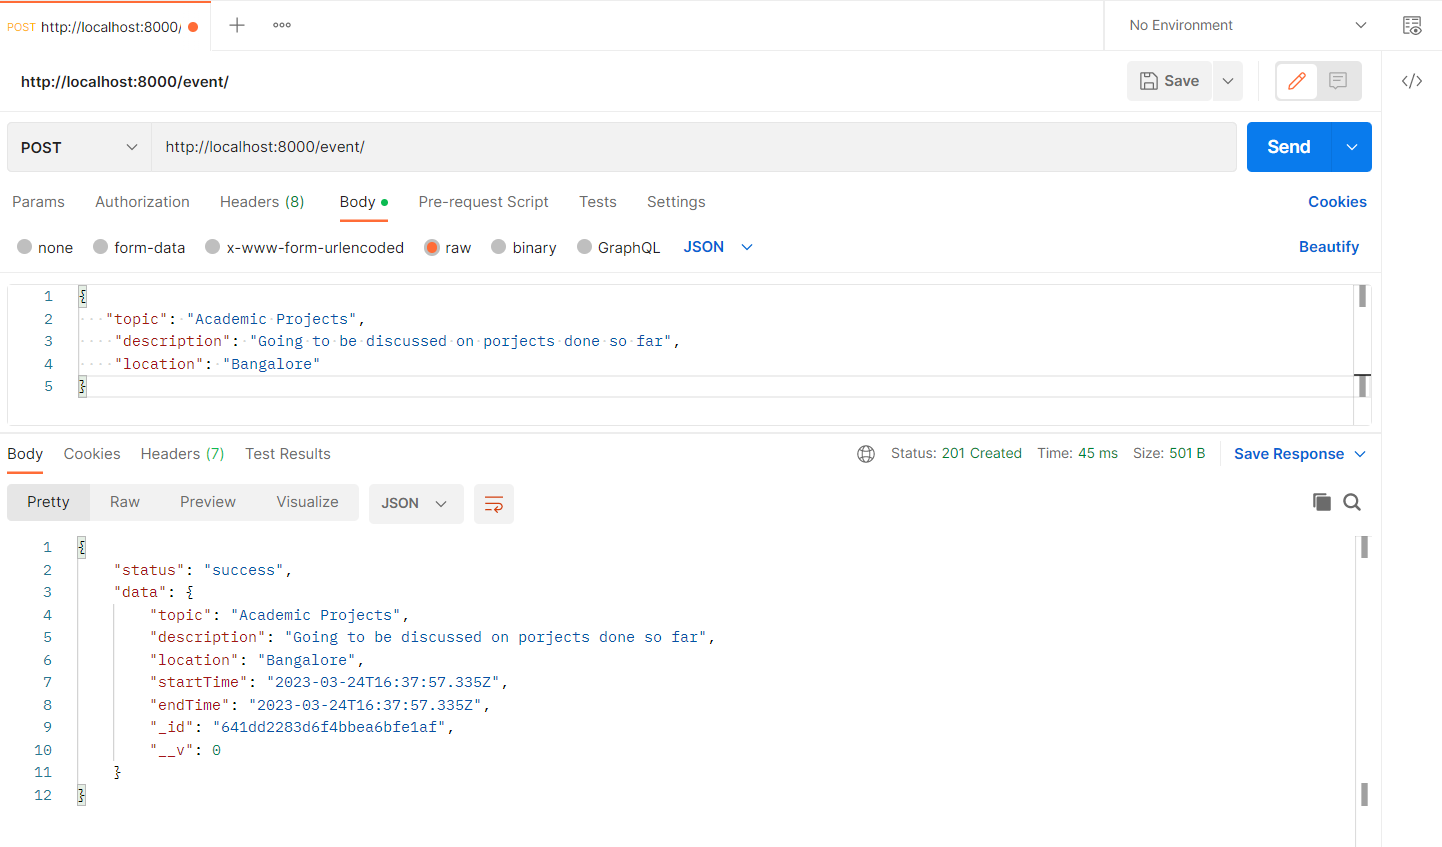 POST http://localhost:8000/
No Environment
http://localhost:8000/event/
Save
POST http://localhost:8000/event/
Send
Params Authorization Headers (8) Body Pre-request Script Tests Settings Cookies
none form-data x-www-form-urlencoded raw binary GraphQL JSON Beautify
1 {
2 "topic": "Academic Projects",
3 "description": "Going to be discussed on porjects done so far",
4 "location": "Bangalore"
5 }
Body Cookies Headers (7) Test Results Status: 201 Created Time: 45 ms Size: 501 B Save Response
Pretty Raw Preview Visualize JSON
1 {
2 "status": "success",
3 "data": {
4 "topic": "Academic Projects",
5 "description": "Going to be discussed on porjects done so far",
6 "location": "Bangalore",
7 "startTime": "2023-03-24T16:37:57.335Z",
8 "endTime": "2023-03-24T16:37:57.335Z",
9 "_id": "641dd2283d6f4bbea6bfe1af",
10 "__v": 0
11 }
12 }